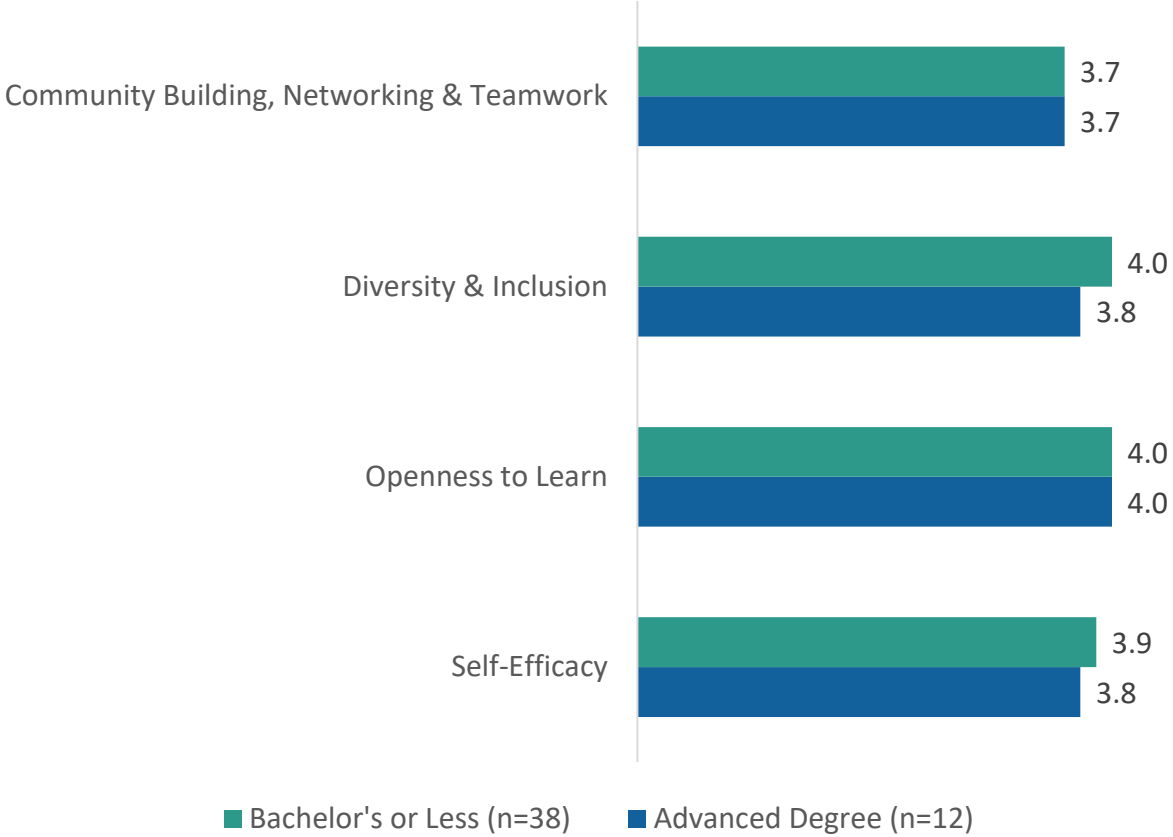 Community Building, Networking & Teamwork
3.7
3.7
Diversity & Inclusion
4.0
3.8
Openness to Learn
4.0
4.0
Self-Efficacy
3.9
3.8
Bachelor's or Less (n=38)
Advanced Degree (n=12)